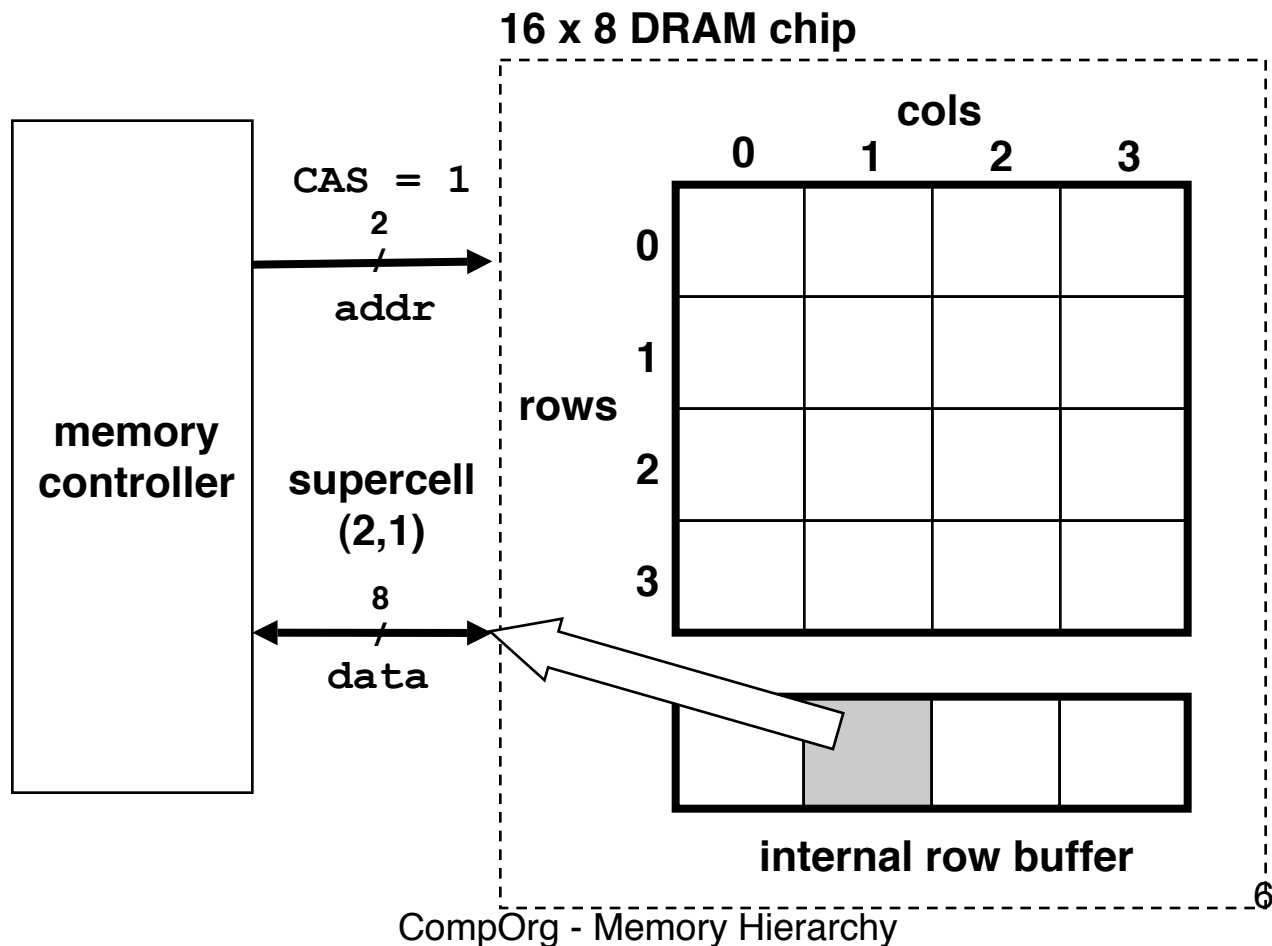 16 x 8 DRAM chip
cols
0 1 2 3
CAS = 1
2
/
addr
0
1
rows
2
3
memory
controller
supercell
(2,1)
8
/
data
internal row buffer
6
CompOrg - Memory Hierarchy